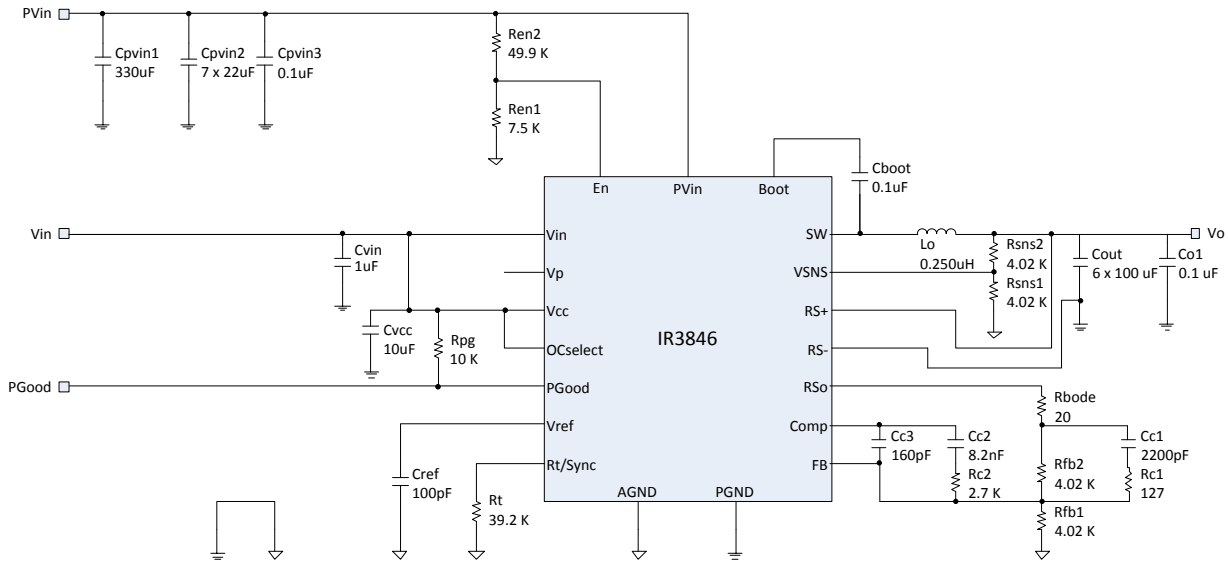 PVin
Cpvin1
330uF
Cpvin2
7 x 22uF
Cpvin3
0.1uF
Ren2
49.9 K
Ren1
7.5 K
Cboot
0.1uF
En
PVin
Boot
Vin
Cvin
1uF
Vin
Vp
Vcc
OCselect
PGood
Vref
Rt/Sync
IR3846
SW
VSNS
RS+
RS-
RSo
Comp
FB
AGND
PGND
Lo
0.250uH
Rsns2
4.02 K
Rsns1
4.02 K
Cout
6 x 100 uF
Co1
0.1 uF
Vo
Cvcc
10uF
Rpg
10 K
PGood
Cref
100pF
Rt
39.2 K
Rbode
20
Cc3
160pF
Cc2
8.2nF
Rc2
2.7 K
Rfb2
4.02 K
Cc1
2200pF
Rc1
127
Rfb1
4.02 K